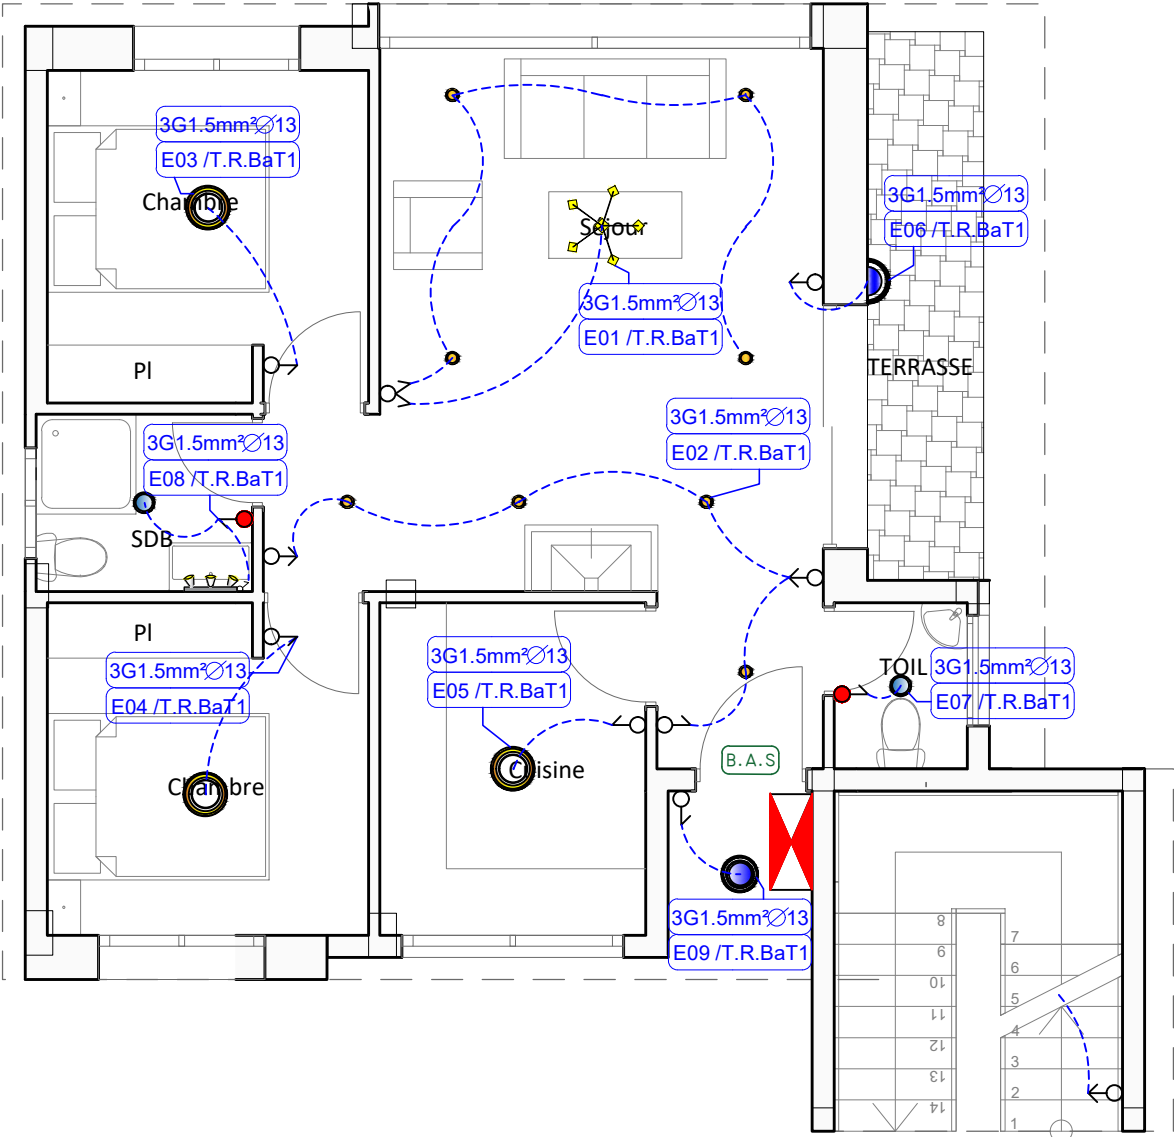 3G1.5mm²∅13
E03 /T.R.BaT1
Chambre
3G1.5mm²∅13
E06 /T.R.BaT1
Séjour
3G1.5mm²∅13
E01 /T.R.BaT1
Pl
TERRASSE
3G1.5mm²∅13
E02 /T.R.BaT1
3G1.5mm²∅13
E08 /T.R.BaT1
SDB
Pl
3G1.5mm²∅13
E04 /T.R.BaT1
3G1.5mm²∅13
E05 /T.R.BaT1
TOIL
3G1.5mm²∅13
E07 /T.R.BaT1
Chambre
Cuisine
B.A.S
3G1.5mm²∅13
E09 /T.R.BaT1
8
7
9
6
10
5
11
4
12
3
13
2
14
1